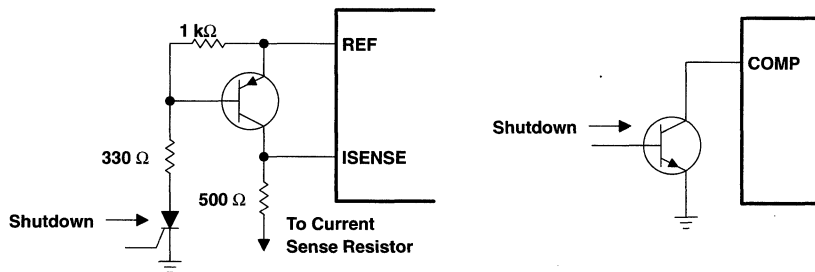 1 kΩ
REF
330 Ω
ISENSE
500 Ω
Shutdown
To Current
Sense Resistor
COMP
Shutdown